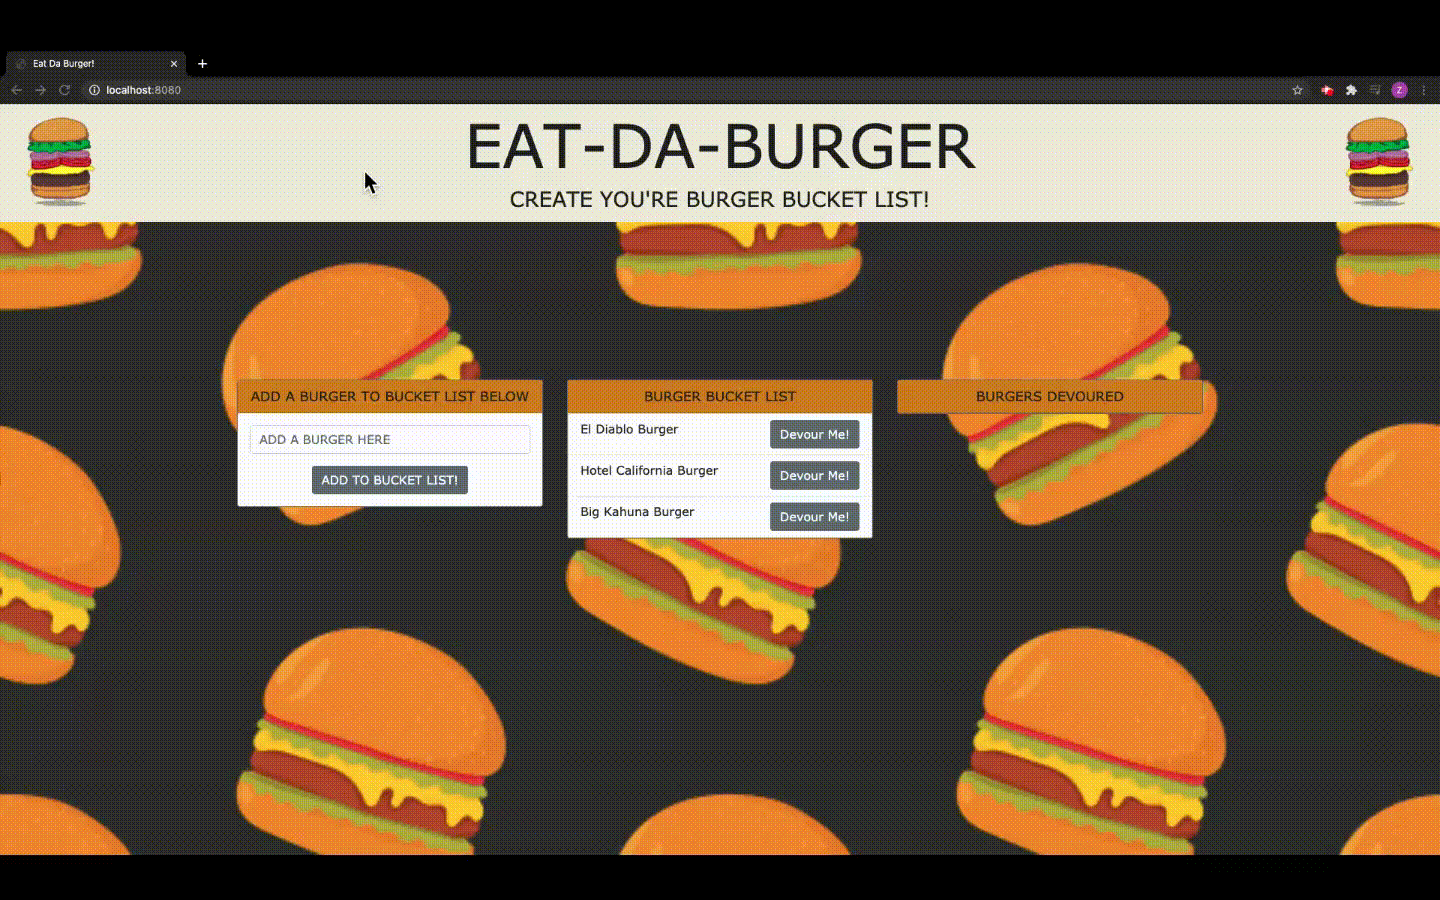 Eat Da Burger!
localhost:8080
Z
EAT-DA-BURGER
CREATE YOU'RE BURGER BUCKET LIST!
ADD A BURGER TO BUCKET LIST BELOW
ADD A BURGER HERE
ADD TO BUCKET LIST!
BURGER BUCKET LIST
El Diablo Burger Devour Me!
Hotel California Burger Devour Me!
Big Kahuna Burger Devour Me!
BURGERS DEVOURED